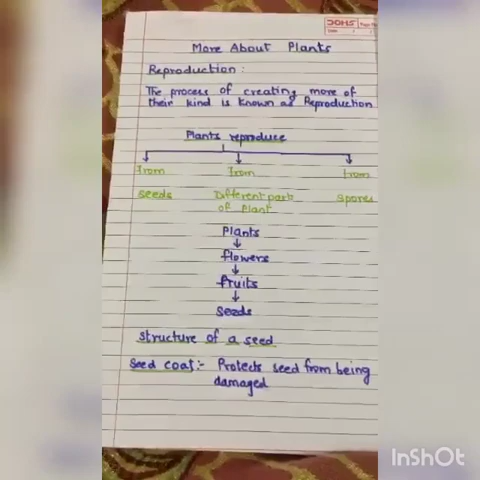 DOMS
Date
More About Plants
Reproduction :
The process of creating more of
their kind is known as Reproduction
Plants reproduce
from from from
seeds Different parts spores
of plant
Plants
↓
flowers
↓
fruits
↓
seeds
structure of a seed
seed coat :- Protects seed from being
damaged
InShOt